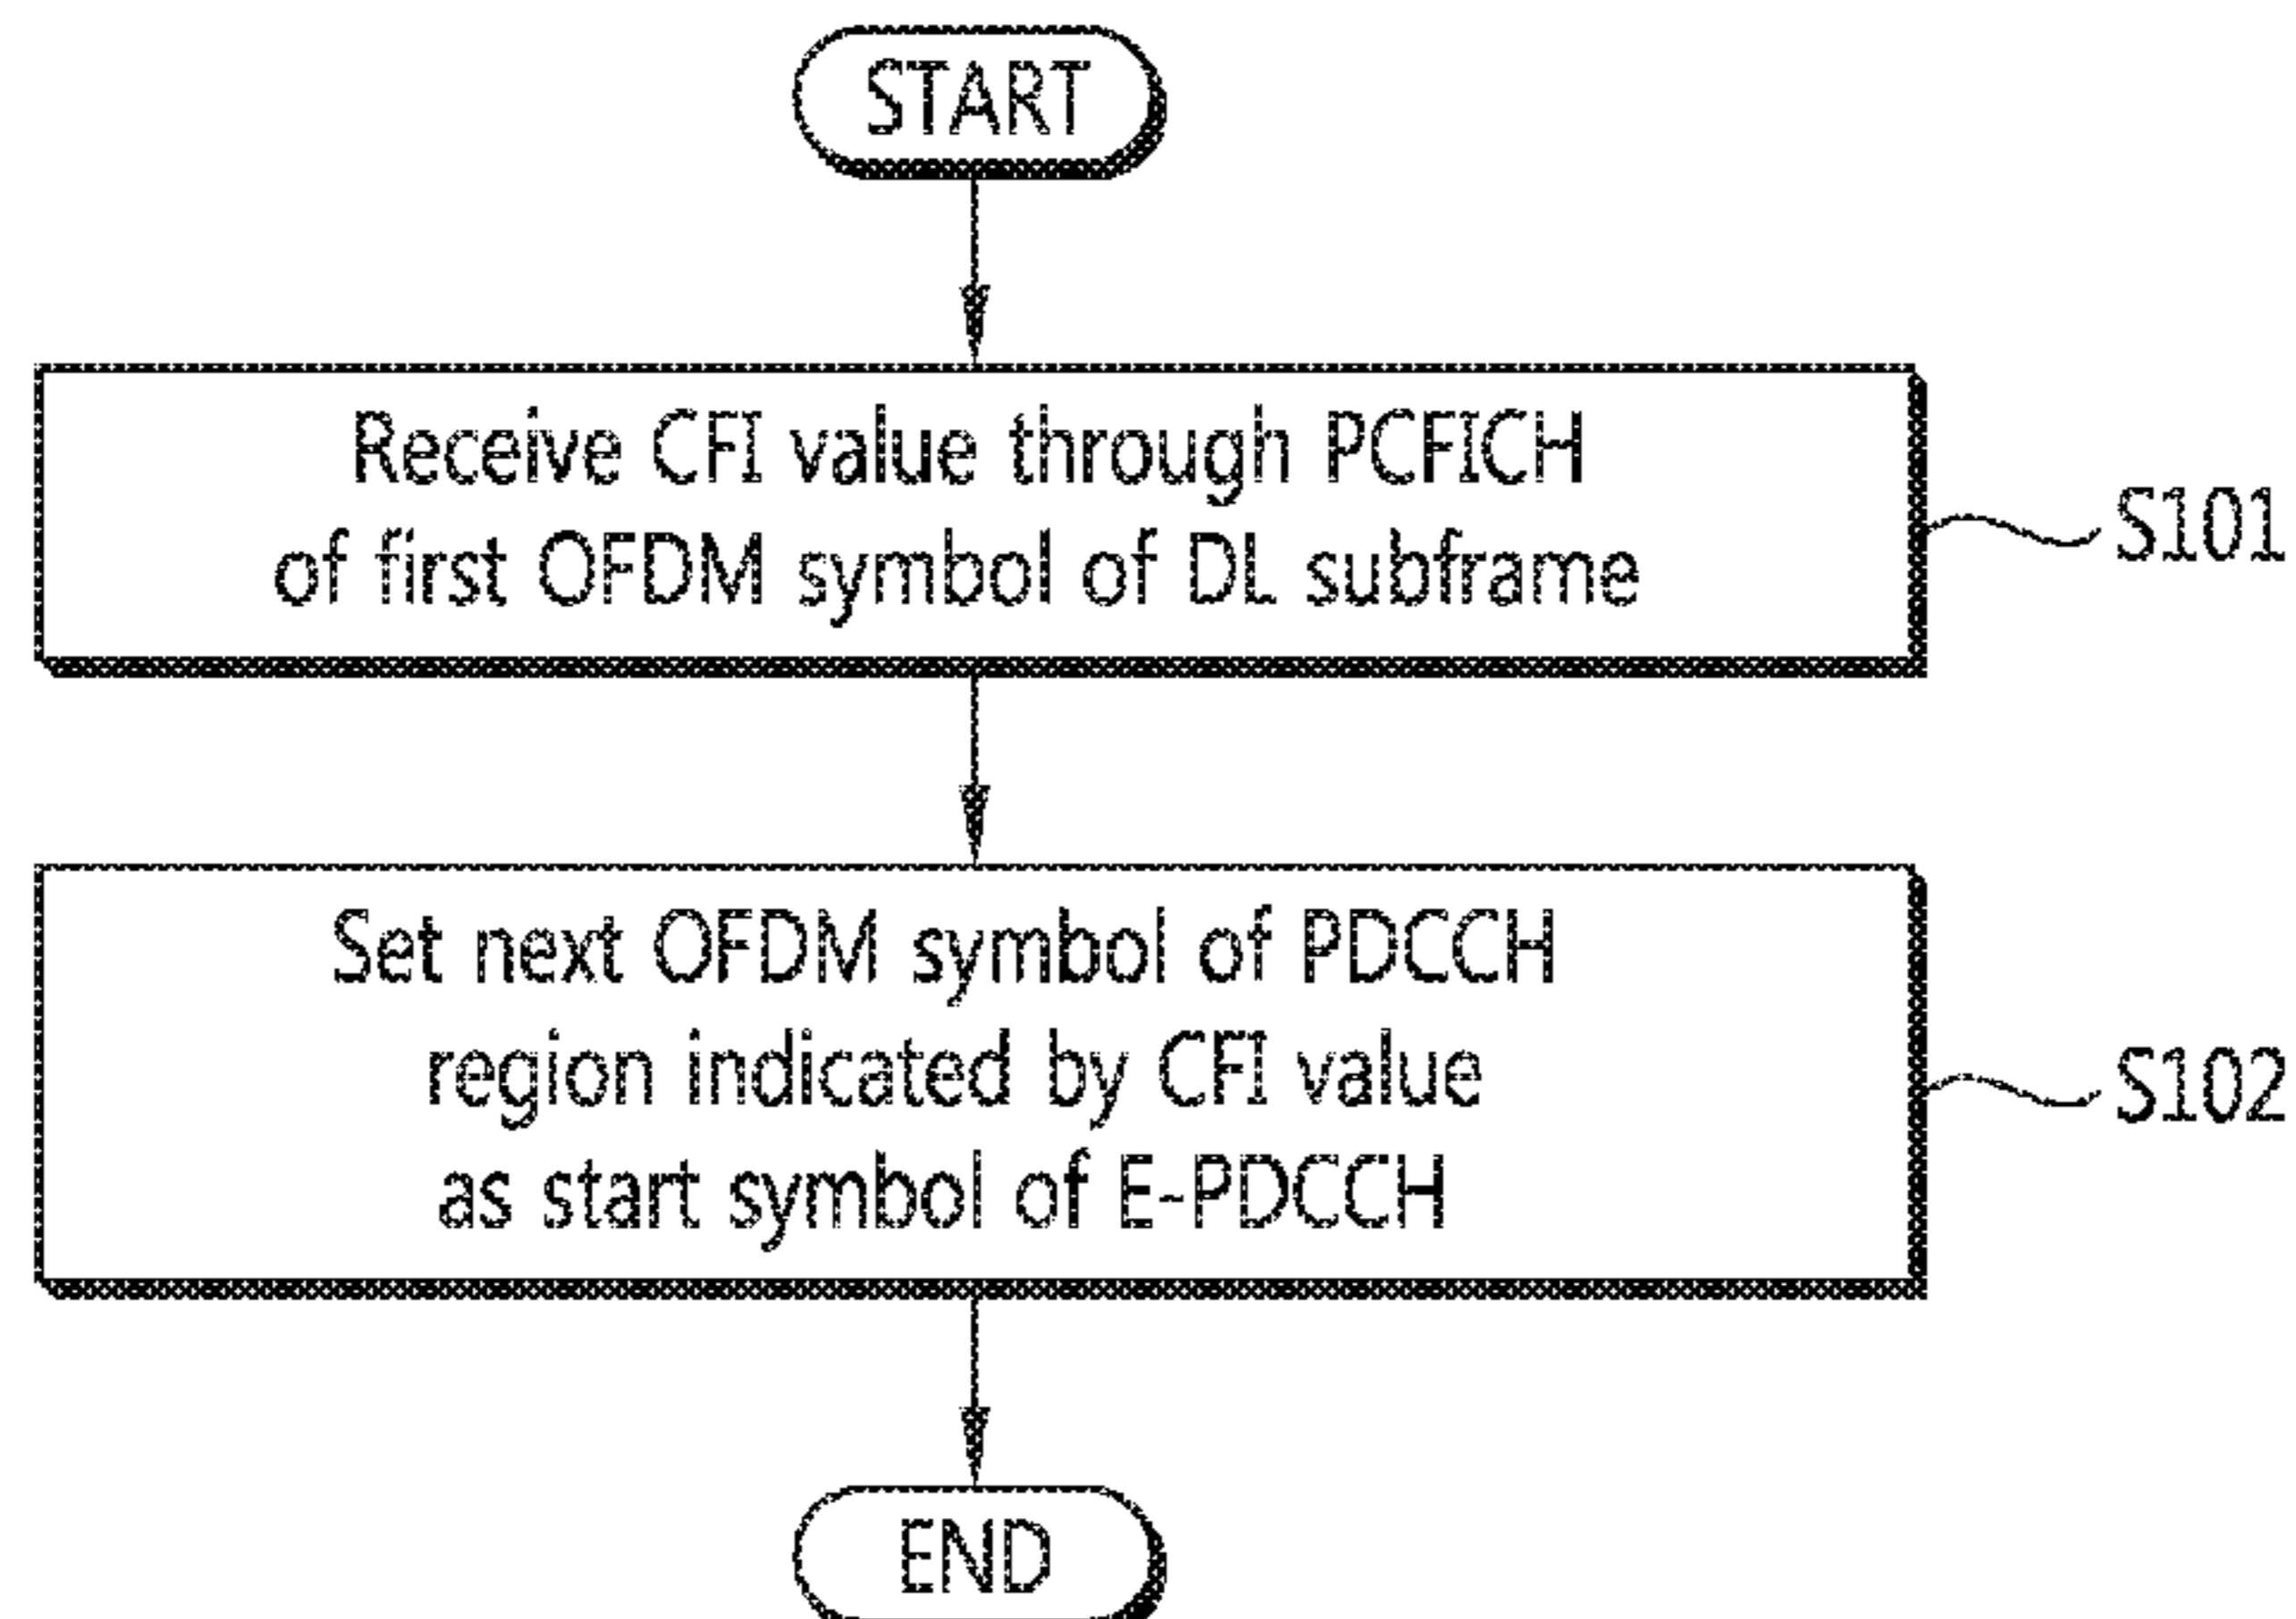 START
Receive CFI value through PCFICH
of first OFDM symbol of DL subframe
S101
Set next OFDM symbol of PDCCH
region indicated by CFI value
as start symbol of E-PDCCH
S102
END